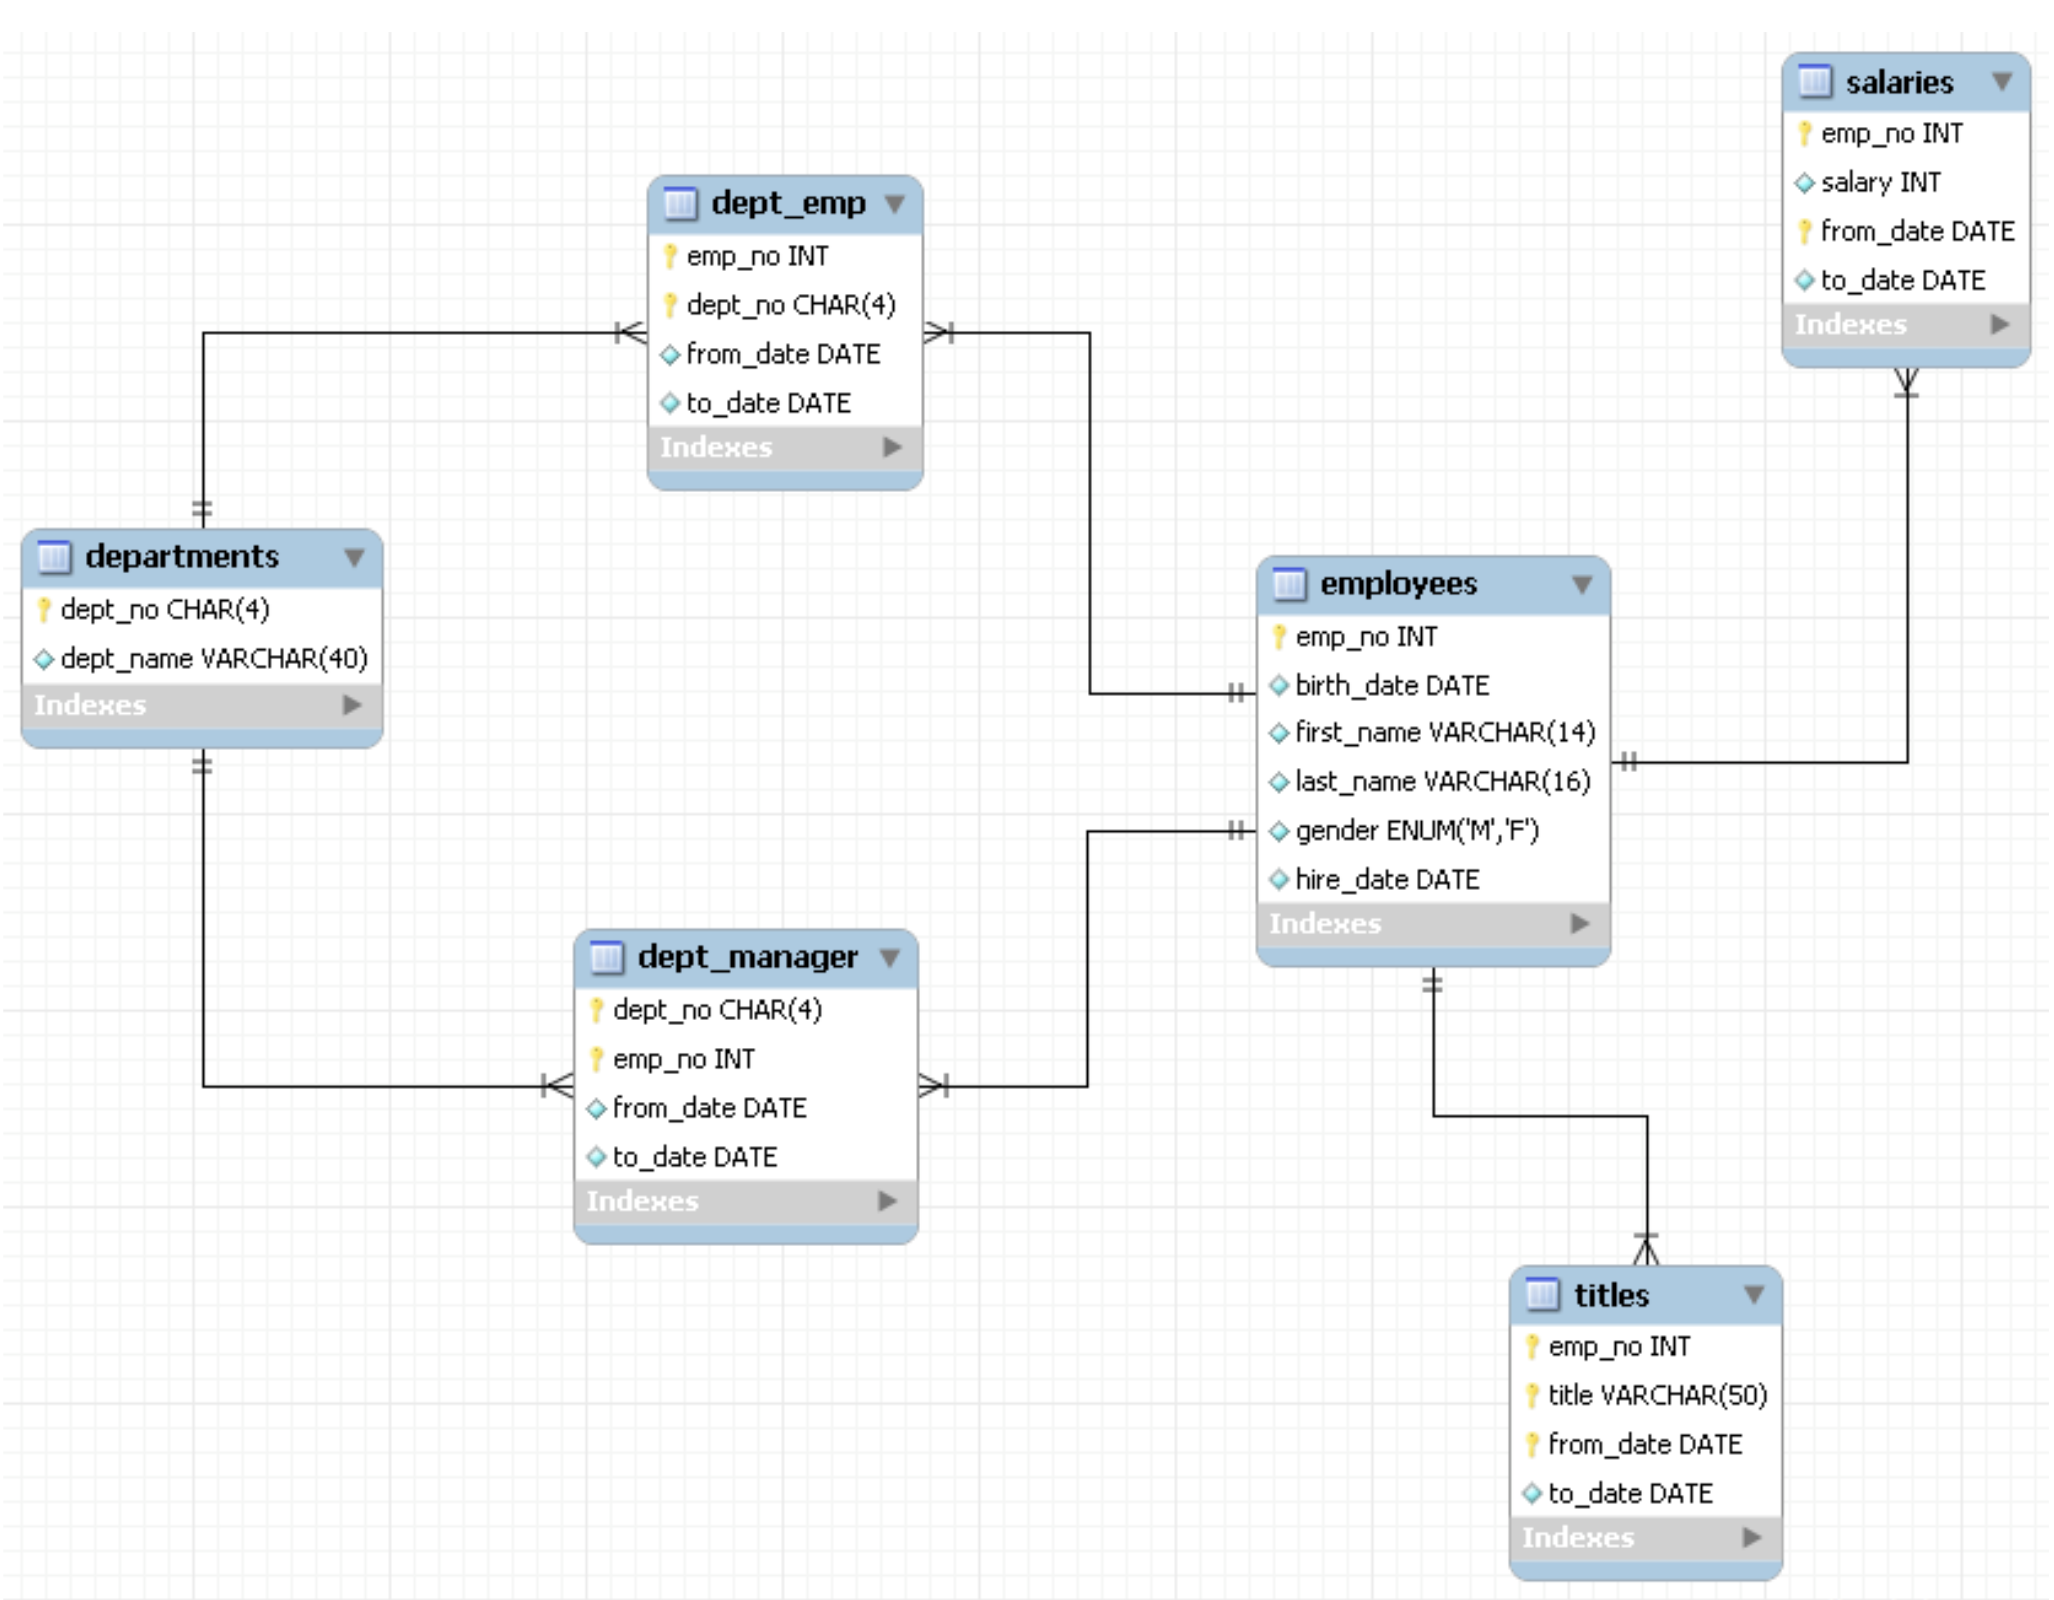 salaries
emp_no INT
salary INT
from_date DATE
to_date DATE
Indexes
dept_emp
emp_no INT
dept_no CHAR(4)
from_date DATE
to_date DATE
Indexes
departments
dept_no CHAR(4)
dept_name VARCHAR(40)
Indexes
employees
emp_no INT
birth_date DATE
first_name VARCHAR(14)
last_name VARCHAR(16)
gender ENUM('M','F')
hire_date DATE
Indexes
dept_manager
dept_no CHAR(4)
emp_no INT
from_date DATE
to_date DATE
Indexes
titles
emp_no INT
title VARCHAR(50)
from_date DATE
to_date DATE
Indexes